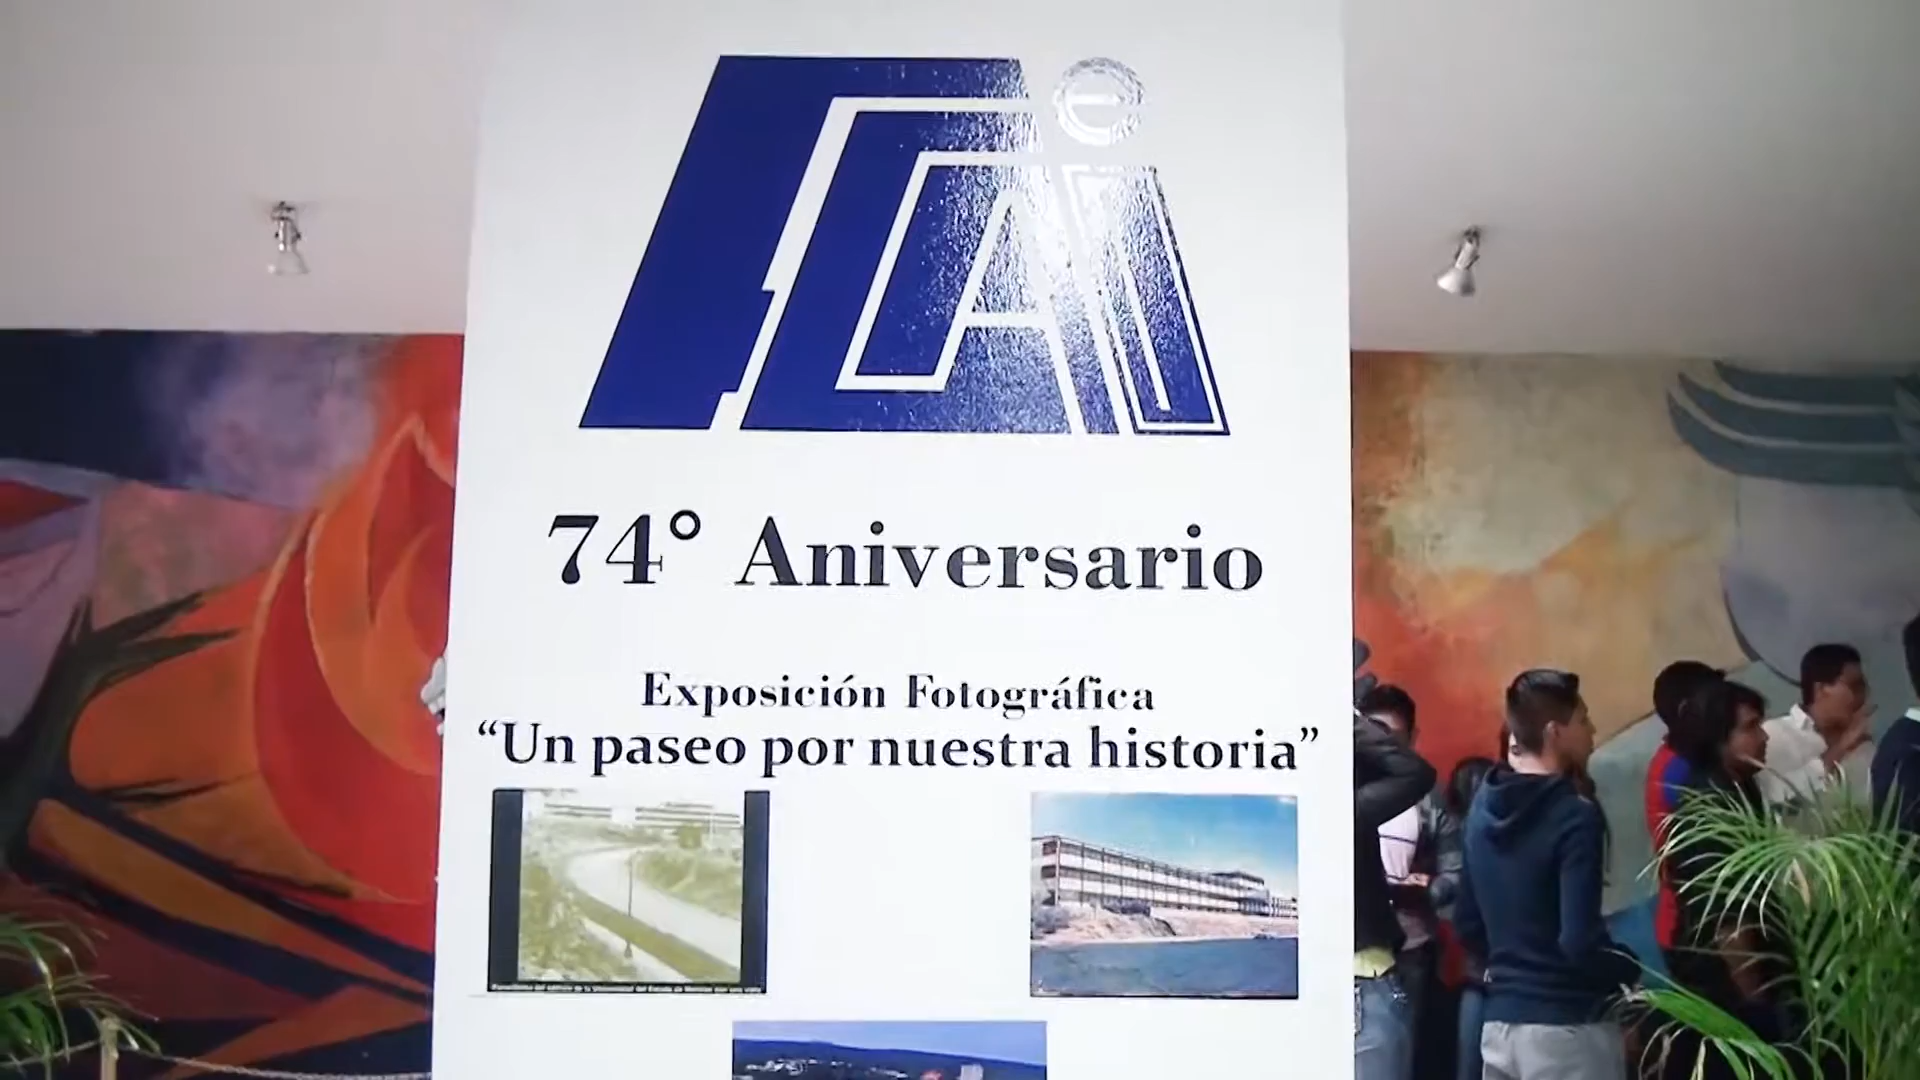 74° Aniversario
Exposición Fotográfica
“Un paseo por nuestra historia”